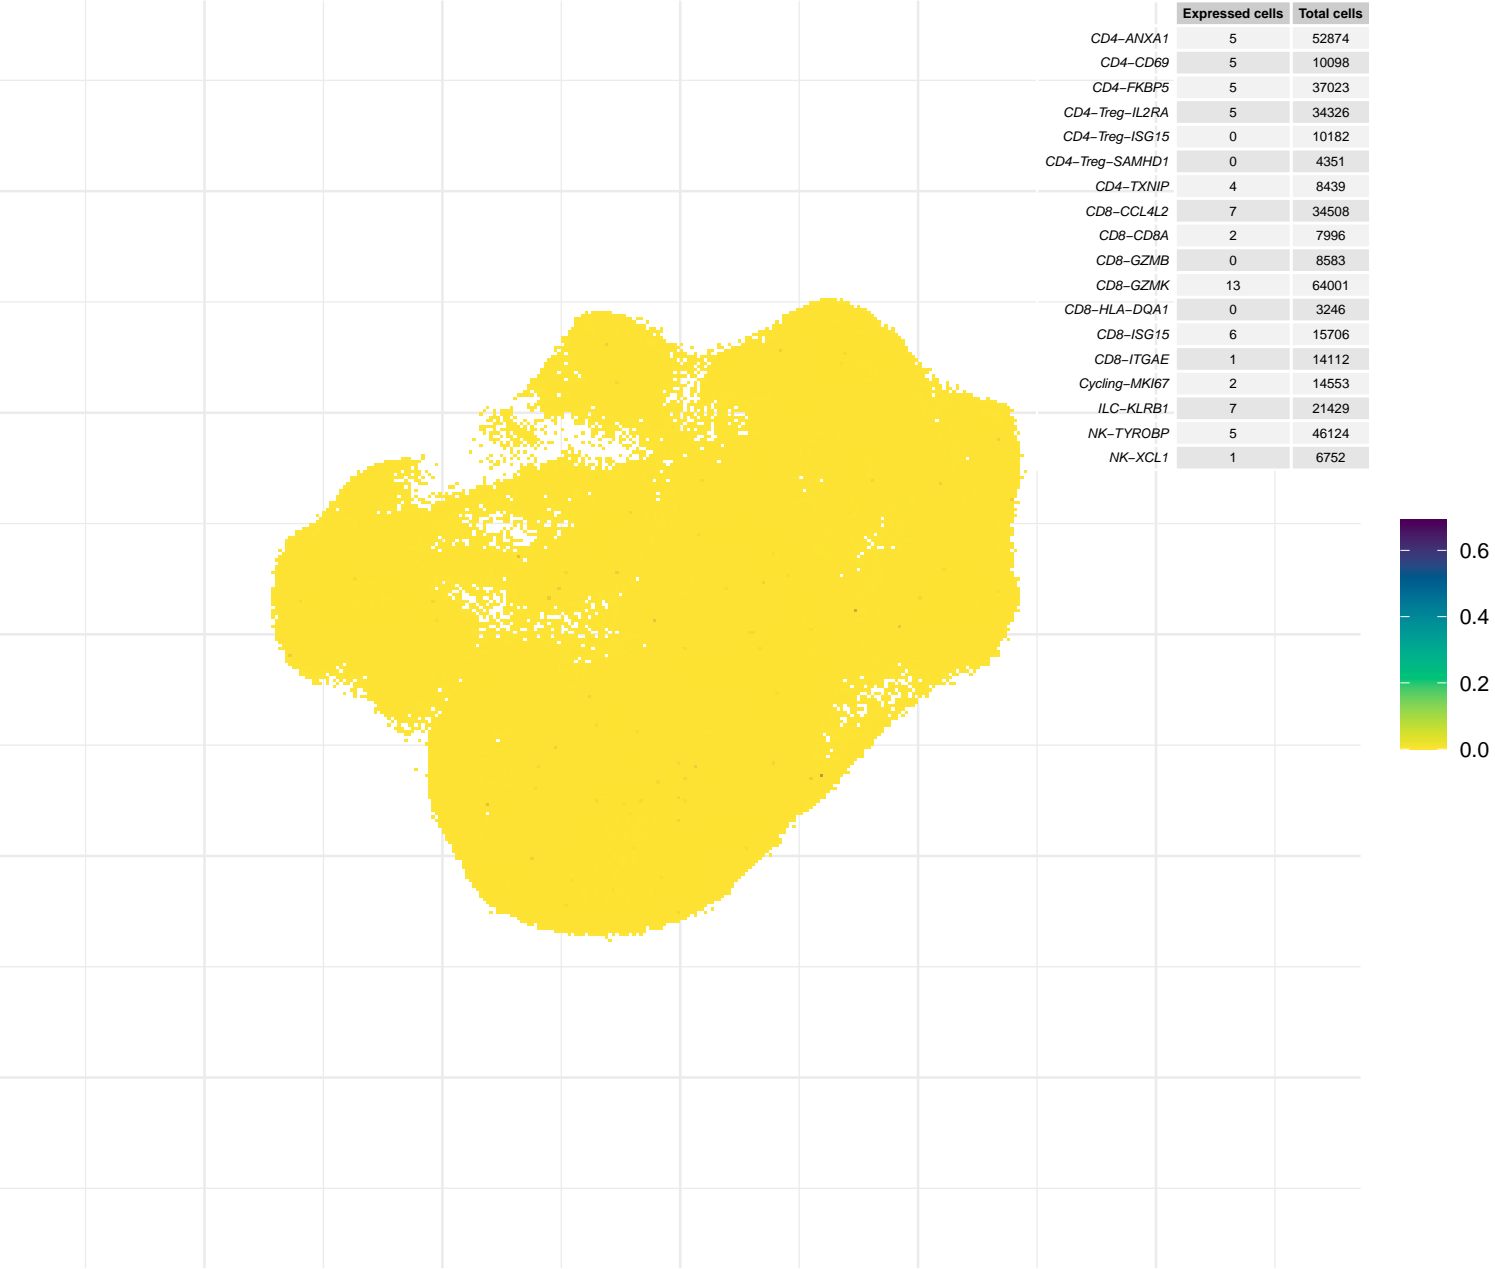 Expressed cells Total cells
CD4−ANXA1 5 52874
CD4−CD69 5 10098
CD4−FKBP5 5 37023
CD4−Treg−IL2RA 5 34326
CD4−Treg−ISG15 0 10182
CD4−Treg−SAMHD1 0 4351
CD4−TXNIP 4 8439
CD8−CCL4L2 7 34508
CD8−CD8A 2 7996
CD8−GZMB 0 8583
CD8−GZMK 13 64001
CD8−HLA−DQA1 0 3246
CD8−ISG15 6 15706
CD8−ITGAE 1 14112
Cycling−MKI67 2 14553
ILC−KLRB1 7 21429
NK−TYROBP 5 46124
NK−XCL1 1 6752
0.6
0.4
0.2
0.0